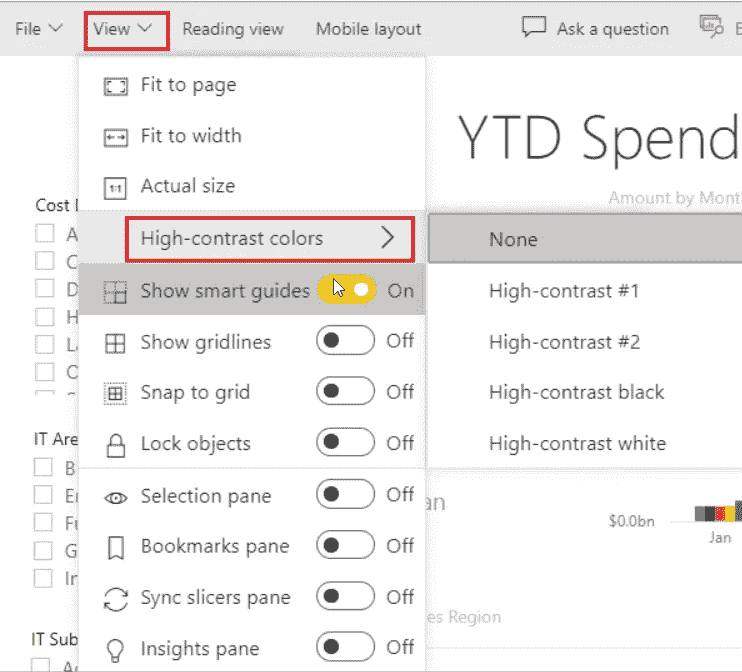 File View Reading view Mobile layout Ask a question
Fit to page
Fit to width
1:1 Actual size
High-contrast colors
Show smart guides On
Show gridlines Off
Snap to grid Off
Lock objects Off
Selection pane Off
Bookmarks pane Off
Sync slicers pane Off
Insights pane Off
None
High-contrast #1
High-contrast #2
High-contrast black
High-contrast white
YTD Spend
Amount by Mont
Cost
A
C
D
H
L
O
IT Are
B
E
F
G
In
IT Sub
$0.0bn
Jan
an
es Region